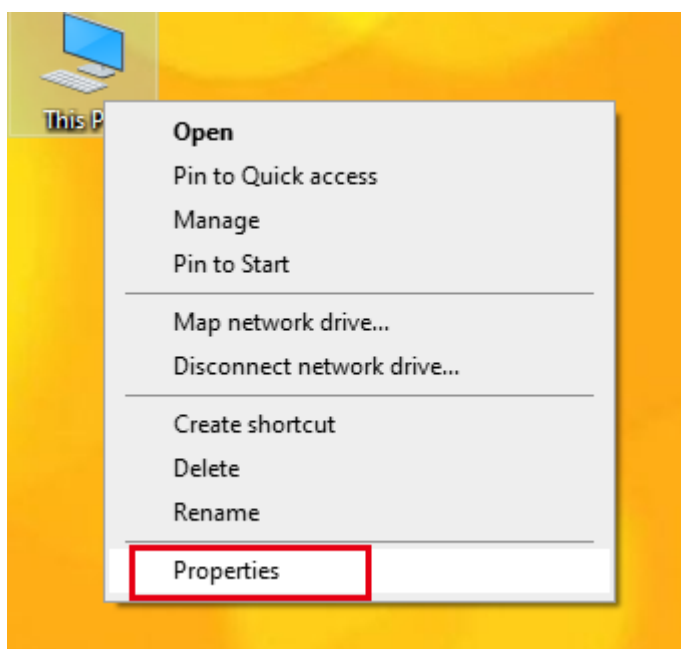 This P
Open
Pin to Quick access
Manage
Pin to Start
Map network drive...
Disconnect network drive...
Create shortcut
Delete
Rename
Properties